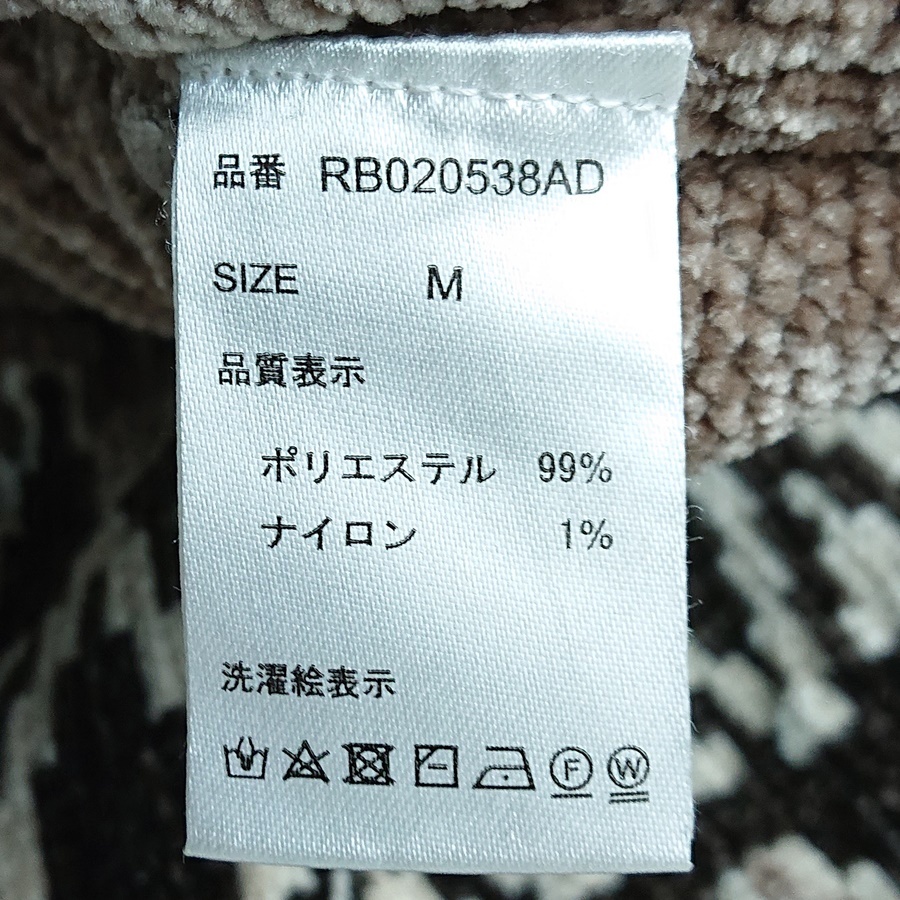 品番 RB020538AD
SIZE M
品質表示
ポリエステル 99%
ナイロン 1%
洗濯絵表示
F W